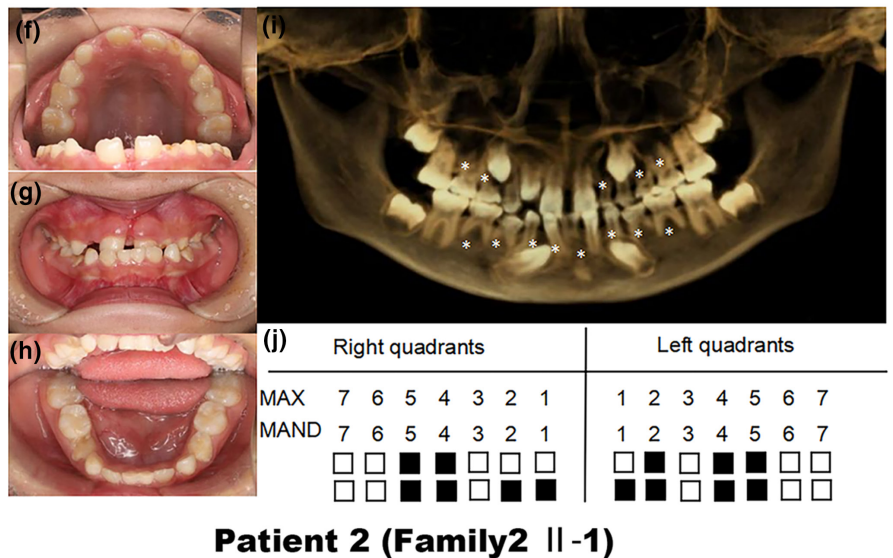 (f)
(g)
(h)
(i)
(j)
Right quadrants Left quadrants
MAX 7 6 5 4 3 2 1 1 2 3 4 5 6 7
MAND 7 6 5 4 3 2 1 1 2 3 4 5 6 7
Patient 2 (Family2 Ⅱ-1)